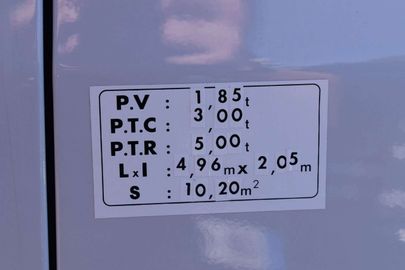 P.V : 1,85t
P.T.C : 3,00t
P.T.R : 5,00t
LxI : 4,96m x 2,05m
S : 10,20m²